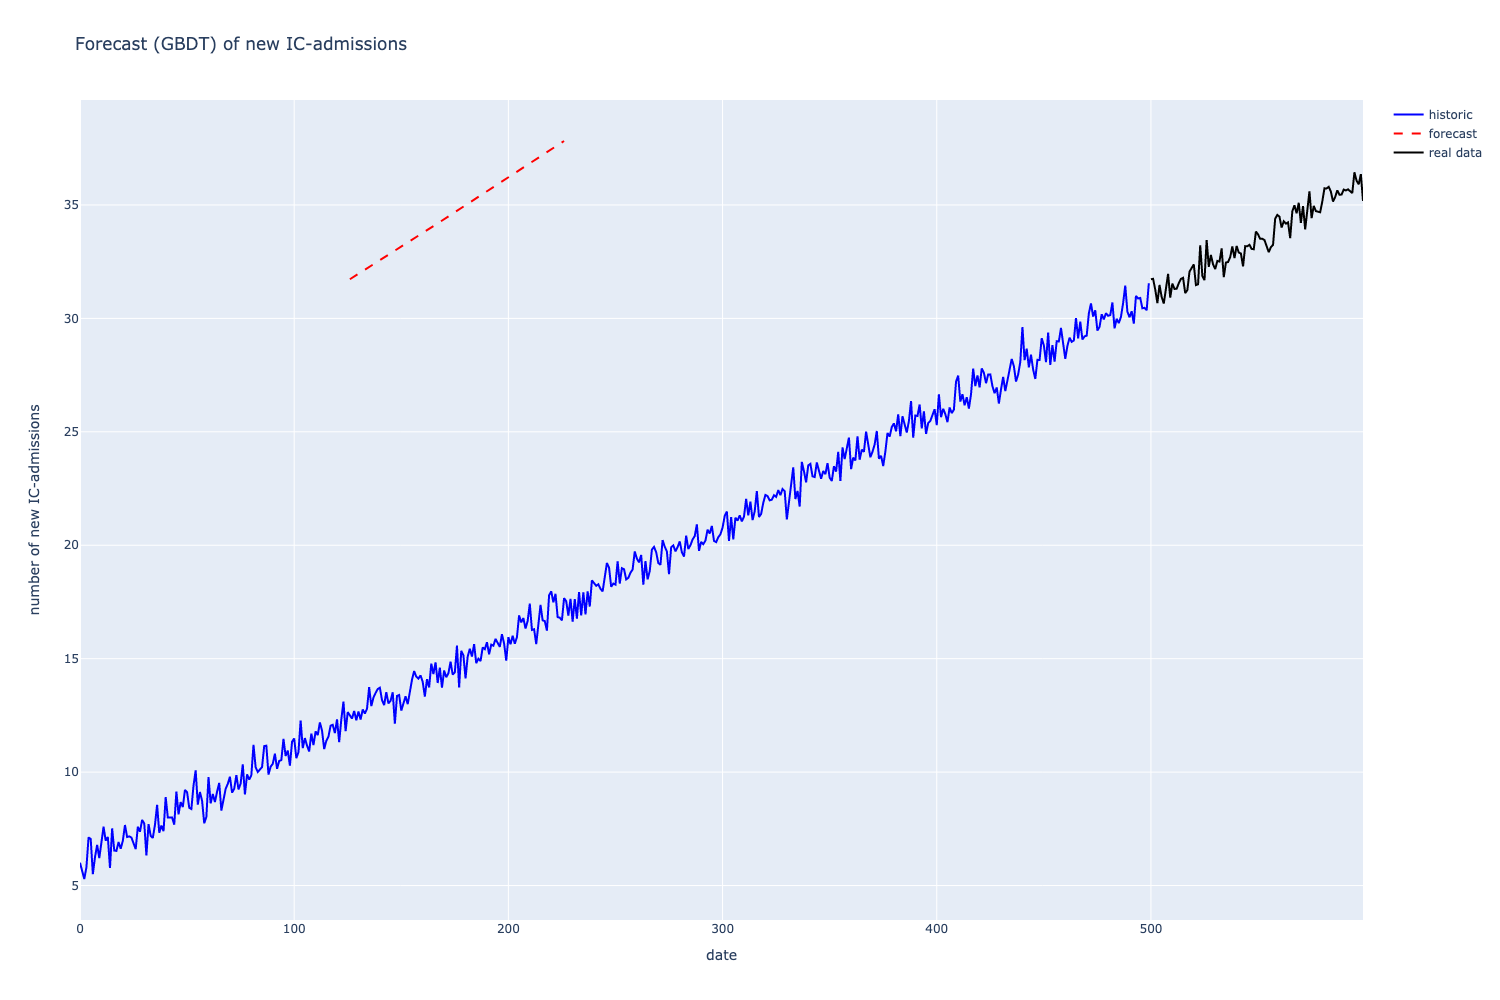 Forecast (GBDT) of new IC-admissions
historic
forecast
real data
35
30
25
20
15
10
5
number of new IC-admissions
0
100
200
300
400
500
date